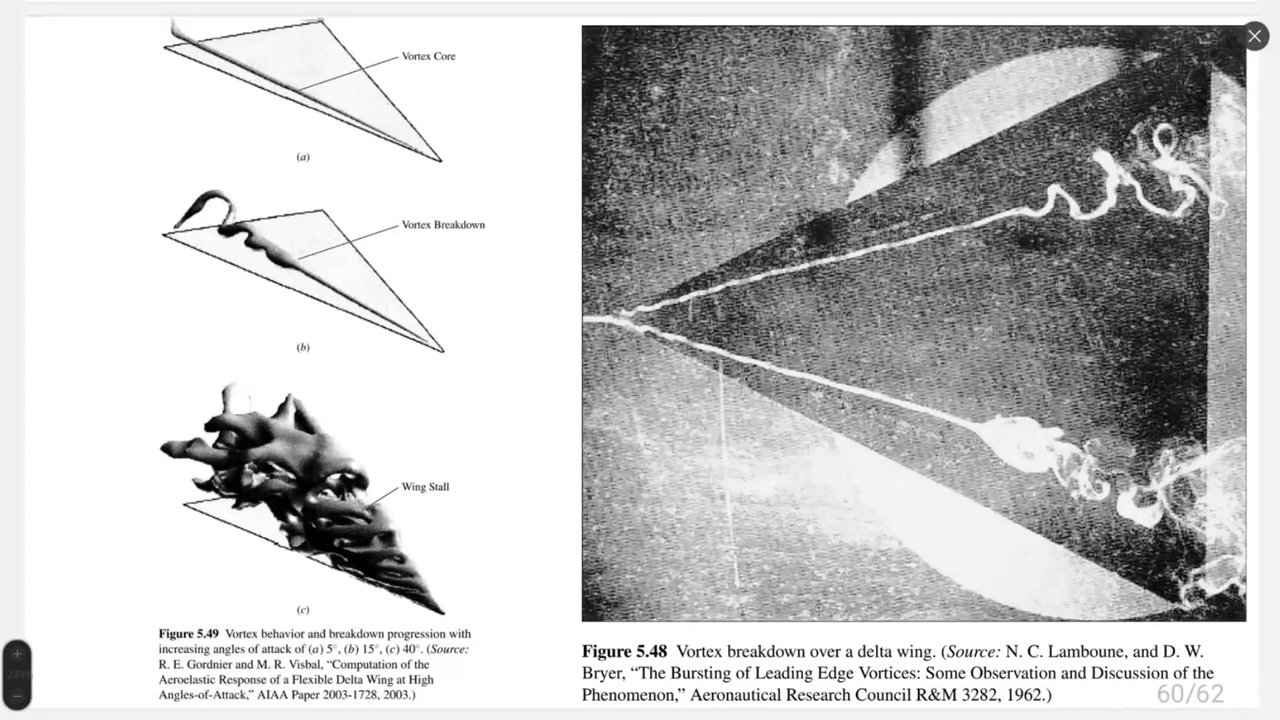 Vortex Core
(a)
Vortex Breakdown
(b)
Wing Stall
(c)
Figure 5.49 Vortex behavior and breakdown progression with
increasing angles of attack of (a) 5°, (b) 15°, (c) 40°. (Source:
R. E. Gordnier and M. R. Visbal, “Computation of the
Aeroelastic Response of a Flexible Delta Wing at High
Angles-of-Attack,” AIAA Paper 2003-1728, 2003.)
Figure 5.48 Vortex breakdown over a delta wing. (Source: N. C. Lamboune, and D. W.
Bryer, “The Bursting of Leading Edge Vortices: Some Observation and Discussion of the
Phenomenon,” Aeronautical Research Council R&M 3282, 1962.)
60/62